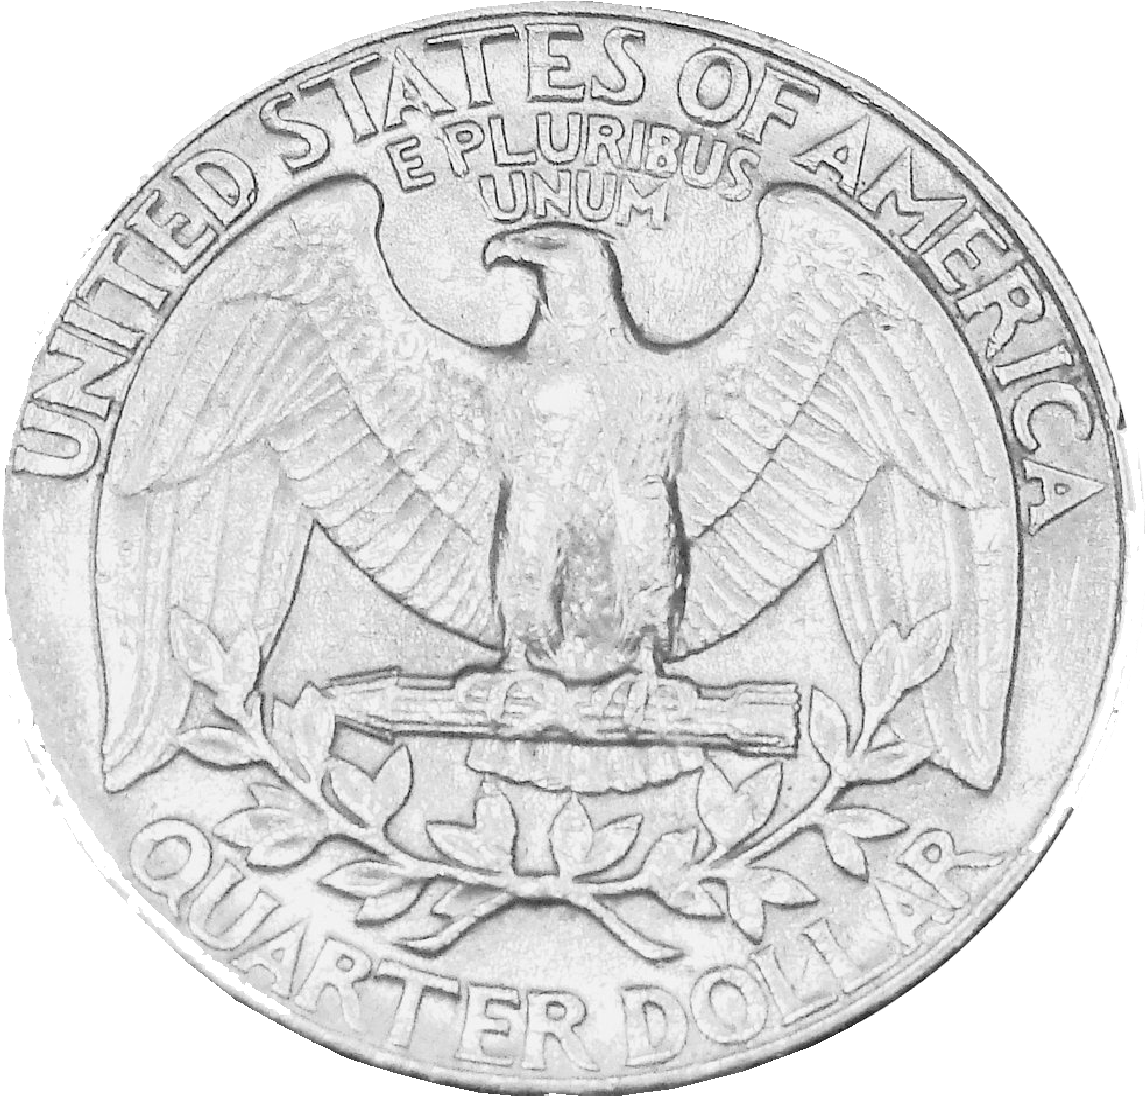 UNITED STATES OF AMERICA
E PLURIBUS
UNUM
QUARTER DOLLAR